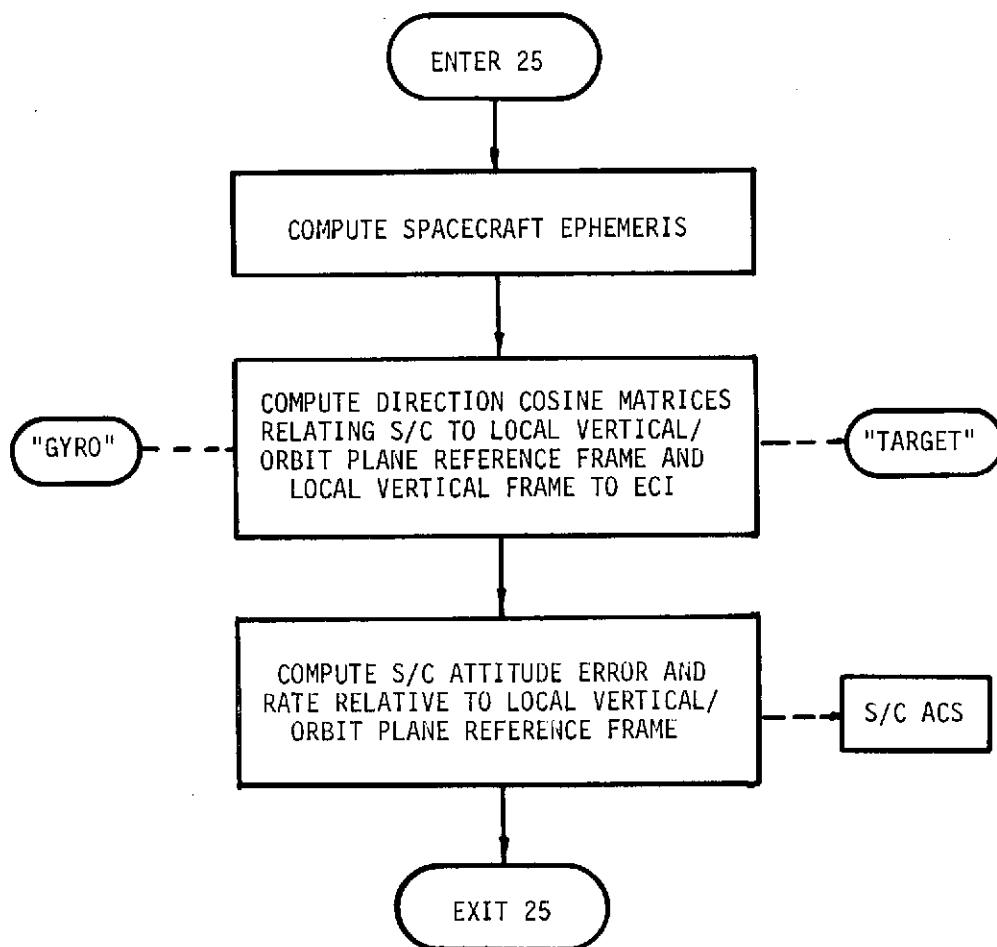 ENTER 25
COMPUTE SPACECRAFT EPHEMERIS
COMPUTE DIRECTION COSINE MATRICES
RELATING S/C TO LOCAL VERTICAL/
ORBIT PLANE REFERENCE FRAME AND
LOCAL VERTICAL FRAME TO ECI
"GYRO"
"TARGET"
COMPUTE S/C ATTITUDE ERROR AND
RATE RELATIVE TO LOCAL VERTICAL/
ORBIT PLANE REFERENCE FRAME
S/C ACS
EXIT 25